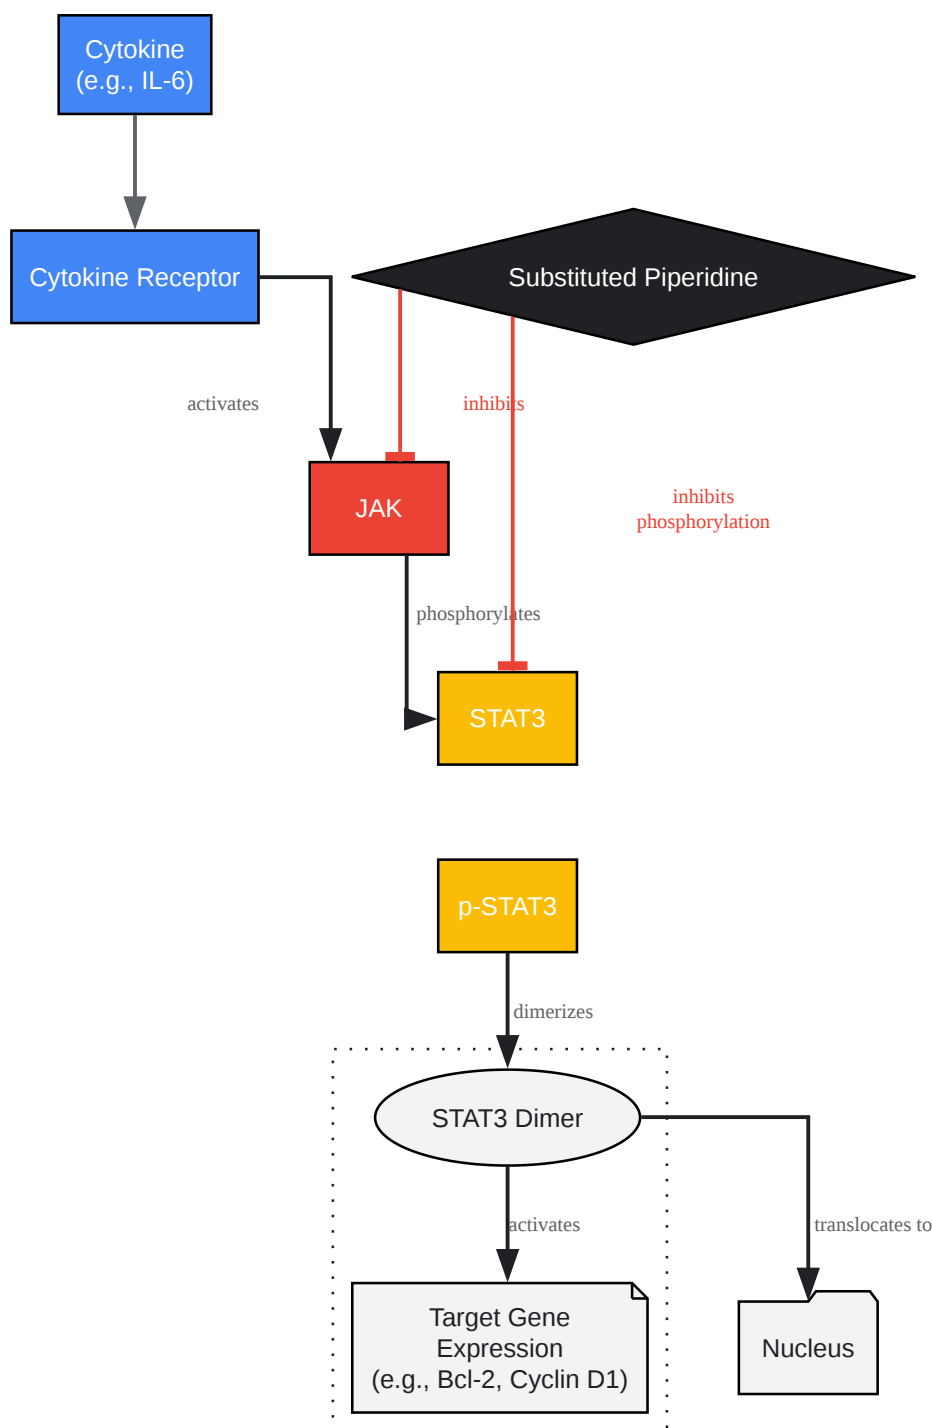 Cytokine
(e.g., IL-6)
Cytokine Receptor
Substituted Piperidine
activates
inhibits
inhibits
phosphorylation
JAK
phosphorylates
STAT3
p-STAT3
dimerizes
STAT3 Dimer
activates
translocates to
Target Gene
Expression
(e.g., Bcl-2, Cyclin D1)
Nucleus